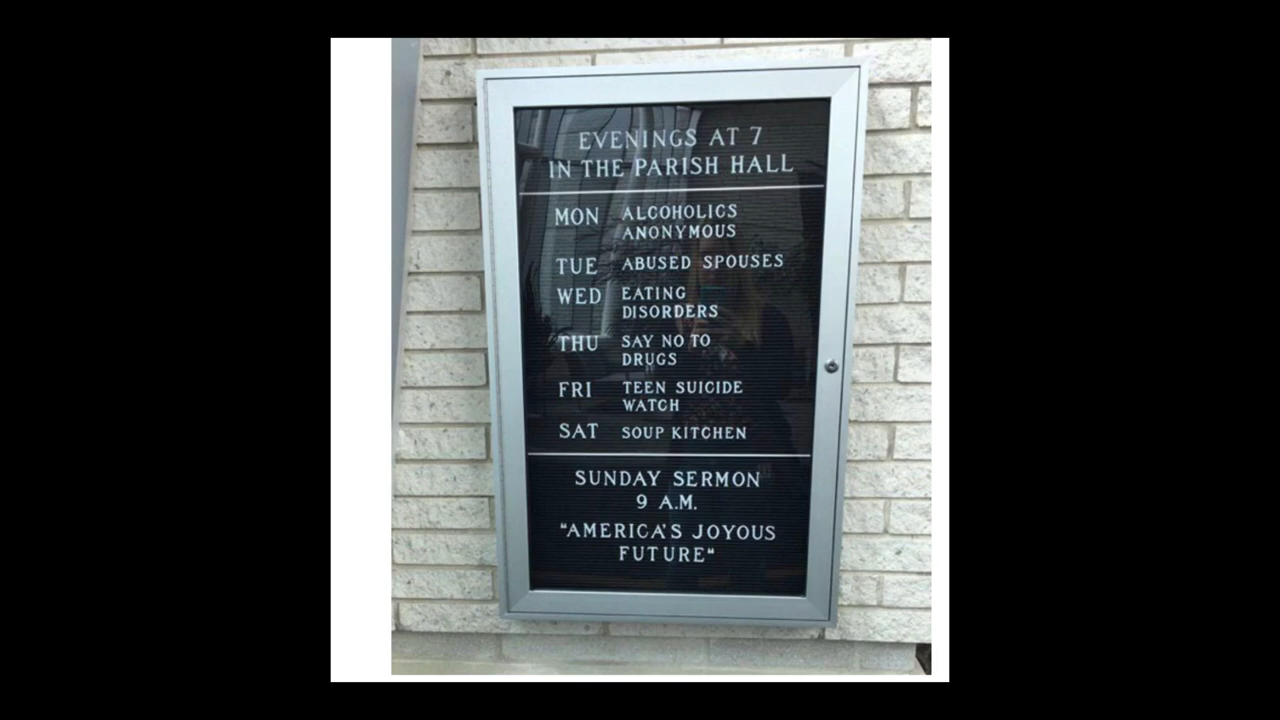 EVENINGS AT 7
IN THE PARISH HALL
MON ALCOHOLICS
ANONYMOUS
TUE ABUSED SPOUSES
WED EATING
DISORDERS
THU SAY NO TO
DRUGS
FRI TEEN SUICIDE
WATCH
SAT SOUP KITCHEN
SUNDAY SERMON
9 A.M.
“AMERICA'S JOYOUS
FUTURE“